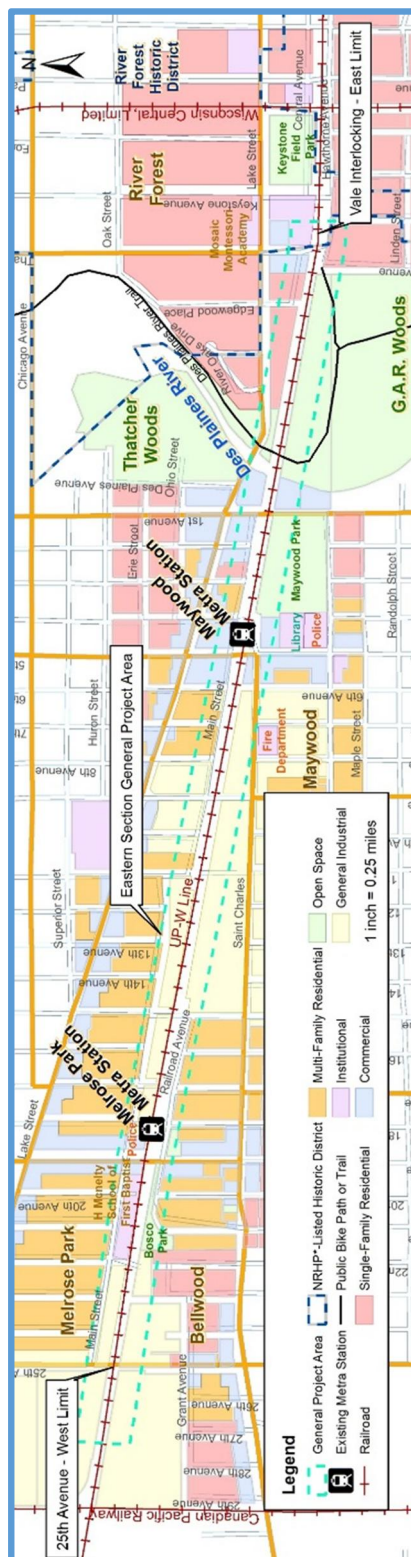 25th Avenue - West Limit
Eastern Section General Project Area
Vale Interlocking - East Limit
N
Chicago Avenue
Lake Street
Superior Street
Huron Street
Erie Street
Ohio Street
Oak Street
Lake Street
Central Avenue
Hawthorne Avenue
Keystone Avenue
Edgewood Place
River Oaks Drive
Linden Street
Des Plaines Avenue
1st Avenue
6th Avenue
8th Avenue
13th Avenue
14th Avenue
20th Avenue
25th Avenue
26th Avenue
27th Avenue
28th Avenue
29th Avenue
Grant Avenue
Main Street
Main Street
Railroad Avenue
Saint Charles
Maple Street
Randolph Street
River Forest
Historic
District
River
Forest
Wisconsin Central, Limited
Keystone
Field
Park
Mosaic
Montessori
Academy
Des Plaines River Trail
Des Plaines River
Thatcher
Woods
G.A.R. Woods
Maywood
Metra Station
Maywood Park
Library
Police
Fire
Department
Maywood
UP-W Line
Melrose Park
Metra Station
Police
H Mcnelty
School of
First Baptist
Bosco
Park
Melrose Park
Bellwood
Canadian Pacific Railway
Legend
General Project Area
Existing Metra Station
Railroad
NRHP*-Listed Historic District
Public Bike Path or Trail
Single-Family Residential
Multi-Family Residential
Institutional
Commercial
Open Space
General Industrial
1 inch = 0.25 miles